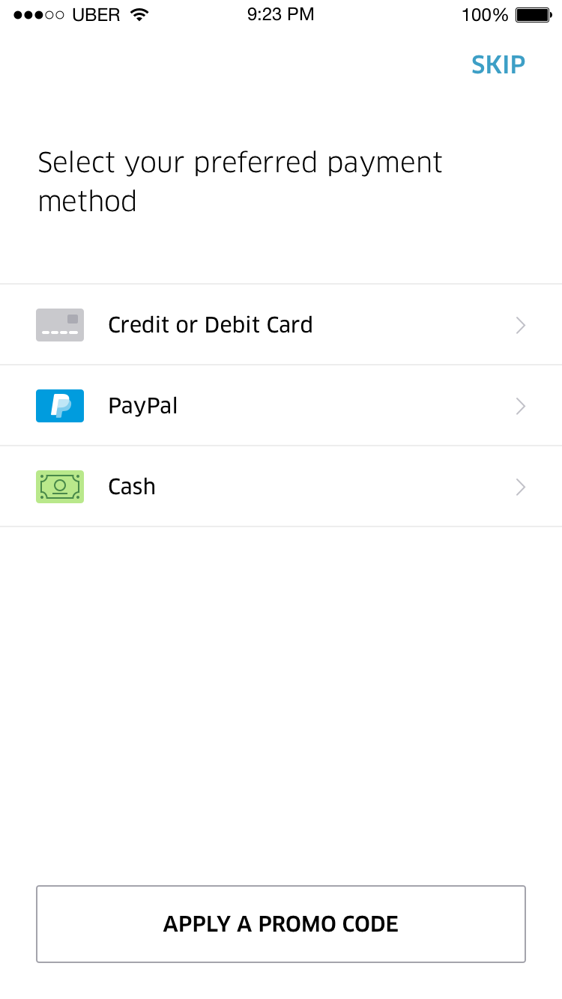 UBER 9:23 PM 100%
SKIP
Select your preferred payment
method
Credit or Debit Card
PayPal
Cash
APPLY A PROMO CODE